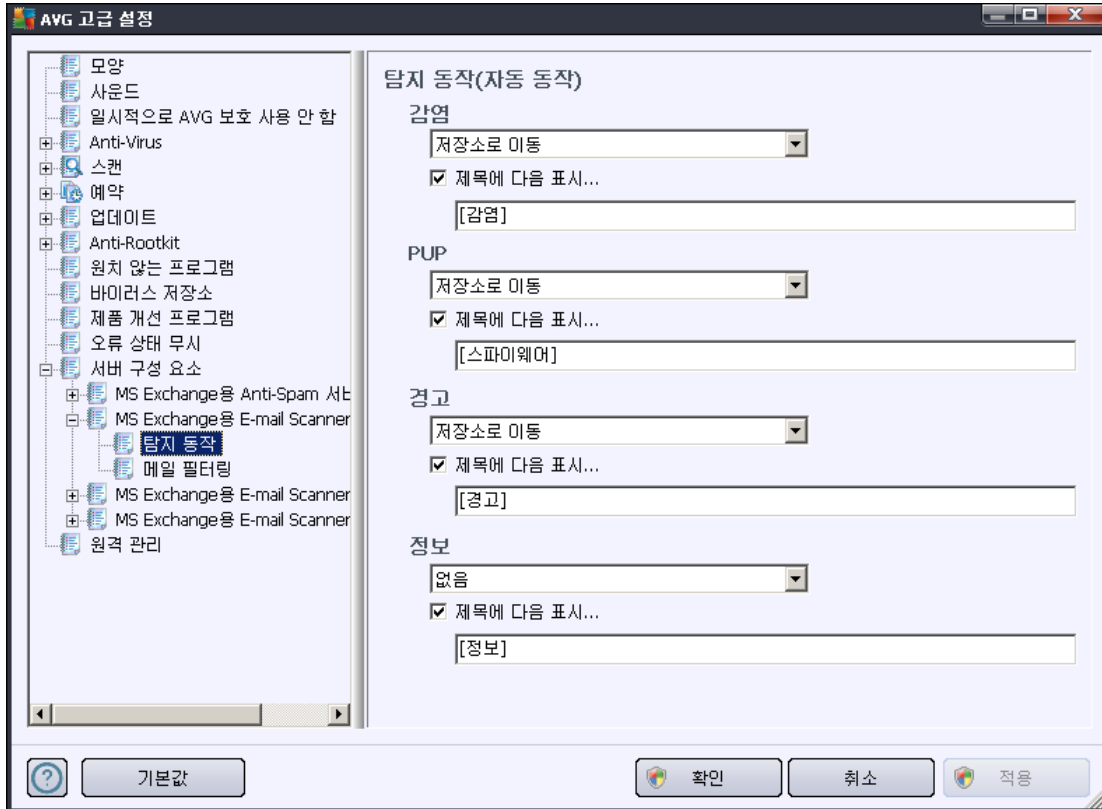 AVG 고급 설정
모양
사운드
일시적으로 AVG 보호 사용 안 함
Anti-Virus
스캔
예약
업데이트
Anti-Rootkit
원치 않는 프로그램
바이러스 저장소
제품 개선 프로그램
오류 상태 무시
서버 구성 요소
MS Exchange용 Anti-Spam 서버
MS Exchange용 E-mail Scanner
탐지 동작
메일 필터링
MS Exchange용 E-mail Scanner
MS Exchange용 E-mail Scanner
원격 관리
탐지 동작(자동 동작)
감염
저장소로 이동
제목에 다음 표시...
[감염]
PUP
저장소로 이동
제목에 다음 표시...
[스파이웨어]
경고
저장소로 이동
제목에 다음 표시...
[경고]
정보
없음
제목에 다음 표시...
[정보]
기본값
확인
취소
적용